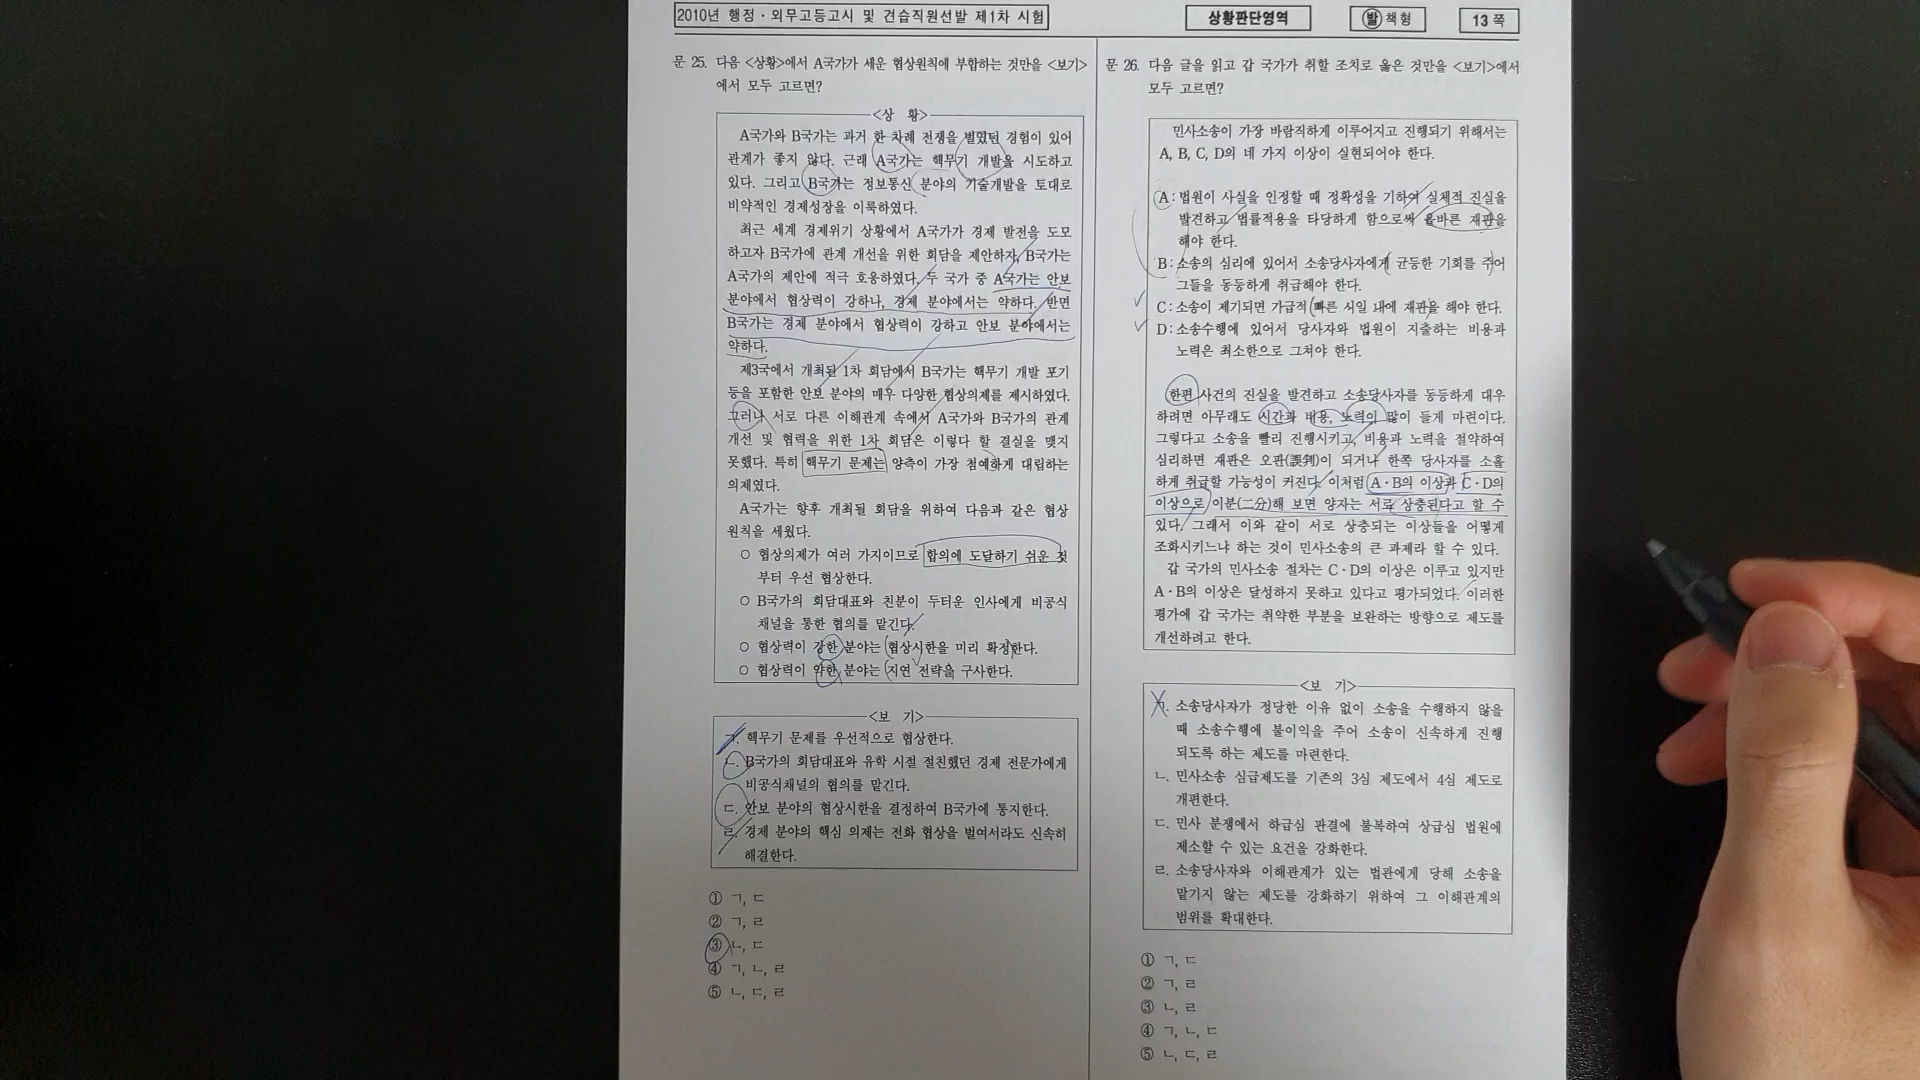 2010년 행정·외무고등고시 및 견습직원선발 제1차 시험
상황판단영역
발 책형
13 쪽
문 25. 다음 <상황>에서 A국가가 세운 협상원칙에 부합하는 것만을 <보기>
에서 모두 고르면?
<상 황>
A국가와 B국가는 과거 한 차례 전쟁을 벌였던 경험이 있어
관계가 좋지 않다. 근래 A국가는 핵무기 개발을 시도하고
있다. 그리고 B국가는 정보통신 분야의 기술개발을 토대로
비약적인 경제성장을 이룩하였다.
최근 세계 경제위기 상황에서 A국가가 경제 발전을 도모
하고자 B국가에 관계 개선을 위한 회담을 제안하자, B국가는
A국가의 제안에 적극 호응하였다. 두 국가 중 A국가는 안보
분야에서 협상력이 강하나, 경제 분야에서는 약하다. 반면
B국가는 경제 분야에서 협상력이 강하고 안보 분야에서는
약하다.
제3국에서 개최된 1차 회담에서 B국가는 핵무기 개발 포기
등을 포함한 안보 분야의 매우 다양한 협상의제를 제시하였다.
그러나 서로 다른 이해관계 속에서 A국가와 B국가의 관계
개선 및 협력을 위한 1차 회담은 이렇다 할 결실을 맺지
못했다. 특히 핵무기 문제는 양측이 가장 첨예하게 대립하는
의제였다.
A국가는 향후 개최될 회담을 위하여 다음과 같은 협상
원칙을 세웠다.
○ 협상의제가 여러 가지이므로 합의에 도달하기 쉬운 것
부터 우선 협상한다.
○ B국가의 회담대표와 친분이 두터운 인사에게 비공식
채널을 통한 협의를 맡긴다.
○ 협상력이 강한 분야는 협상시한을 미리 확정한다.
○ 협상력이 약한 분야는 지연 전략을 구사한다.
<보 기>
ㄱ. 핵무기 문제를 우선적으로 협상한다.
ㄴ. B국가의 회담대표와 유학 시절 절친했던 경제 전문가에게
비공식채널의 협의를 맡긴다.
ㄷ. 안보 분야의 협상시한을 결정하여 B국가에 통지한다.
ㄹ. 경제 분야의 핵심 의제는 전화 협상을 벌여서라도 신속히
해결한다.
① ㄱ, ㄷ
② ㄱ, ㄹ
③ ㄴ, ㄷ
④ ㄱ, ㄴ, ㄹ
⑤ ㄴ, ㄷ, ㄹ
문 26. 다음 글을 읽고 갑 국가가 취할 조치로 옳은 것만을 <보기>에서
모두 고르면?
민사소송이 가장 바람직하게 이루어지고 진행되기 위해서는
A, B, C, D의 네 가지 이상이 실현되어야 한다.
A: 법원이 사실을 인정할 때 정확성을 기하여 실체적 진실을
발견하고 법률적용을 타당하게 함으로써 올바른 재판을
해야 한다.
B: 소송의 심리에 있어서 소송당사자에게 균등한 기회를 주어
그들을 동등하게 취급해야 한다.
C: 소송이 제기되면 가급적 빠른 시일 내에 재판을 해야 한다.
D: 소송수행에 있어서 당사자와 법원이 지출하는 비용과
노력은 최소한으로 그쳐야 한다.
한편 사건의 진실을 발견하고 소송당사자를 동등하게 대우
하려면 아무래도 시간과 비용, 노력이 많이 들게 마련이다.
그렇다고 소송을 빨리 진행시키고, 비용과 노력을 절약하여
심리하면 재판은 오판(誤判)이 되거나 한쪽 당사자를 소홀
하게 취급할 가능성이 커진다. 이처럼 A·B의 이상과 C·D의
이상으로 이분(二分)해 보면 양자는 서로 상충된다고 할 수
있다. 그래서 이와 같이 서로 상충되는 이상들을 어떻게
조화시키느냐 하는 것이 민사소송의 큰 과제라 할 수 있다.
갑 국가의 민사소송 절차는 C·D의 이상은 이루고 있지만
A·B의 이상은 달성하지 못하고 있다고 평가되었다. 이러한
평가에 갑 국가는 취약한 부분을 보완하는 방향으로 제도를
개선하려고 한다.
<보 기>
ㄱ. 소송당사자가 정당한 이유 없이 소송을 수행하지 않을
때 소송수행에 불이익을 주어 소송이 신속하게 진행
되도록 하는 제도를 마련한다.
ㄴ. 민사소송 심급제도를 기존의 3심 제도에서 4심 제도로
개편한다.
ㄷ. 민사 분쟁에서 하급심 판결에 불복하여 상급심 법원에
제소할 수 있는 요건을 강화한다.
ㄹ. 소송당사자와 이해관계가 있는 법관에게 당해 소송을
맡기지 않는 제도를 강화하기 위하여 그 이해관계의
범위를 확대한다.
① ㄱ, ㄷ
② ㄱ, ㄹ
③ ㄴ, ㄹ
④ ㄱ, ㄴ, ㄷ
⑤ ㄴ, ㄷ, ㄹ